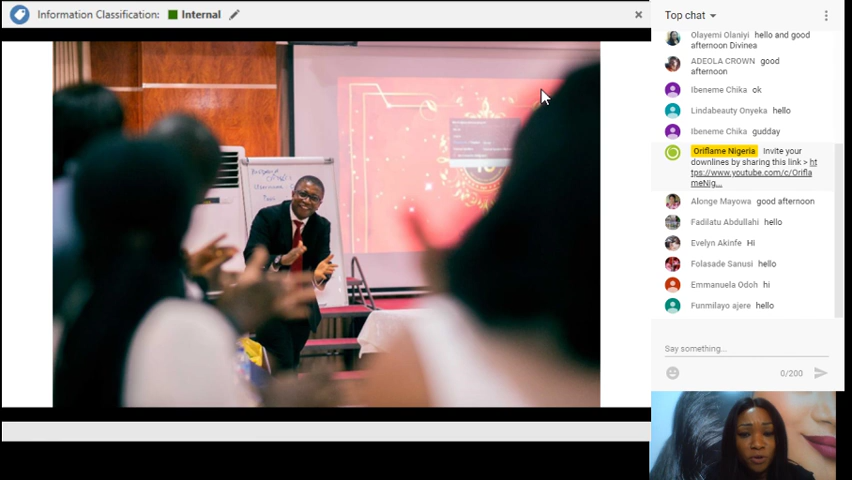 Information Classification: Internal
Top chat
Olayemi Olaniyi hello and good
afternoon Divinea
ADEOLA CROWN good
afternoon
Ibeneme Chika ok
Lindabeauty Onyeka hello
Ibeneme Chika gudday
Oriflame Nigeria Invite your
downlines by sharing this link > ht
tps://www.youtube.com/c/Orifla
meNig...
Alonge Mayowa good afternoon
Fadilatu Abdullahi hello
Evelyn Akinfe Hi
Folasade Sanusi hello
Emmanuela Odoh hi
Funmilayo ajere hello
Say something...
0/200